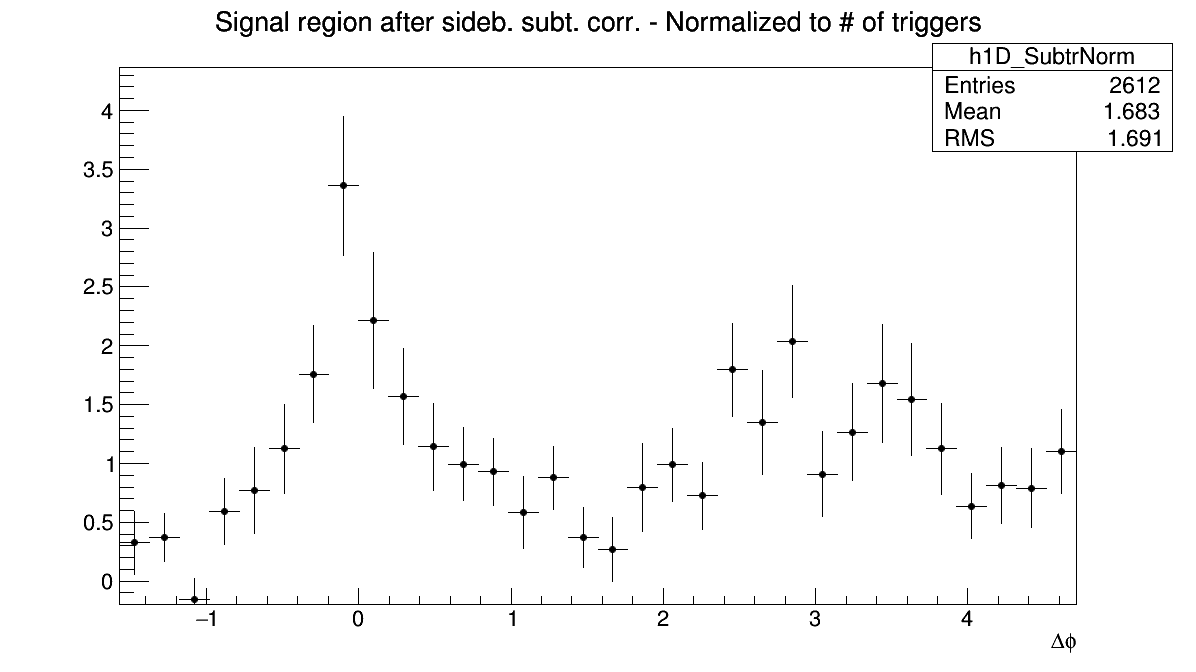 Signal region after sideb. subt. corr. - Normalized to # of triggers
h1D_SubtrNorm
Entries 2612
Mean 1.683
RMS 1.691
4
3.5
3
2.5
2
1.5
1
0.5
0
−1 0 1 2 3 4
Δϕ